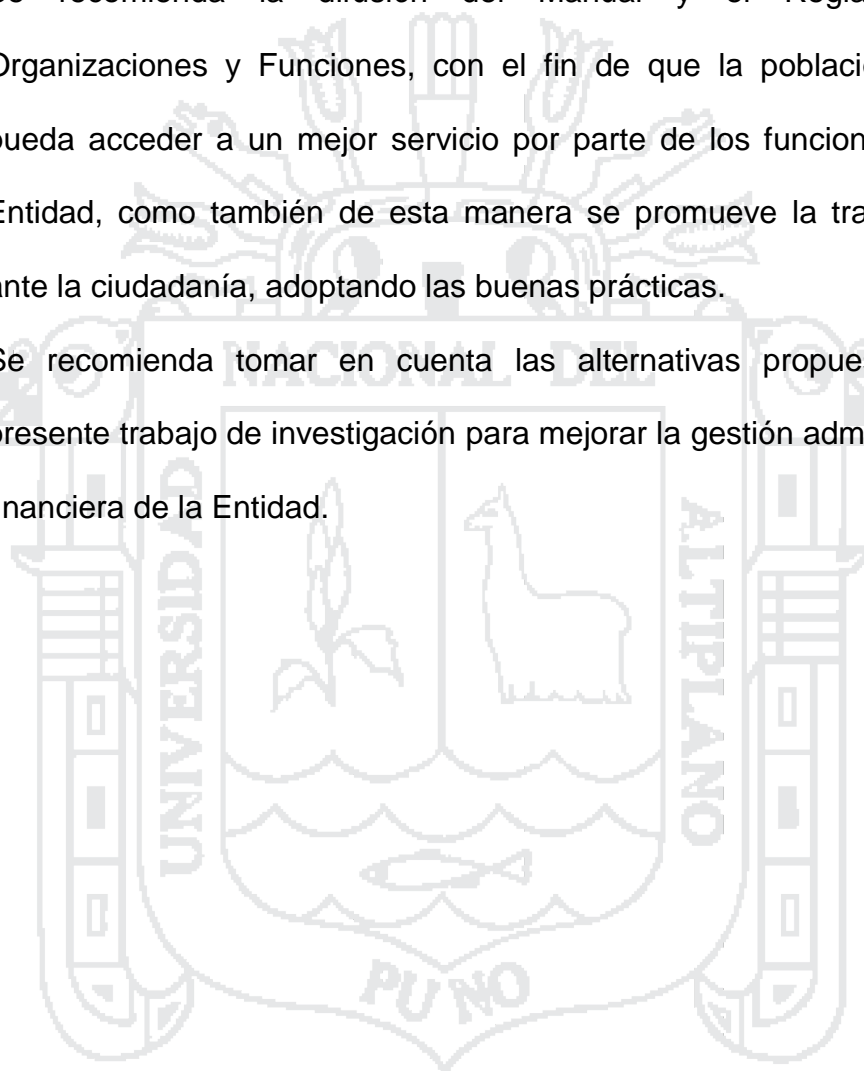 recomienda la difusión del Manual y el
Organizaciones y Funciones, con el fin de que la
pueda acceder a un mejor servicio por parte de los
Entidad, como también de esta manera se promueve la
ante la ciudadanía, adoptando las buenas prácticas.
Se recomienda tomar en cuenta las alternativas
presente trabajo de investigación para mejorar la gestión
financiera de la Entidad.
NACIONAL DEL
UNIVERSIDAD
ALTIPLANO
PUNO